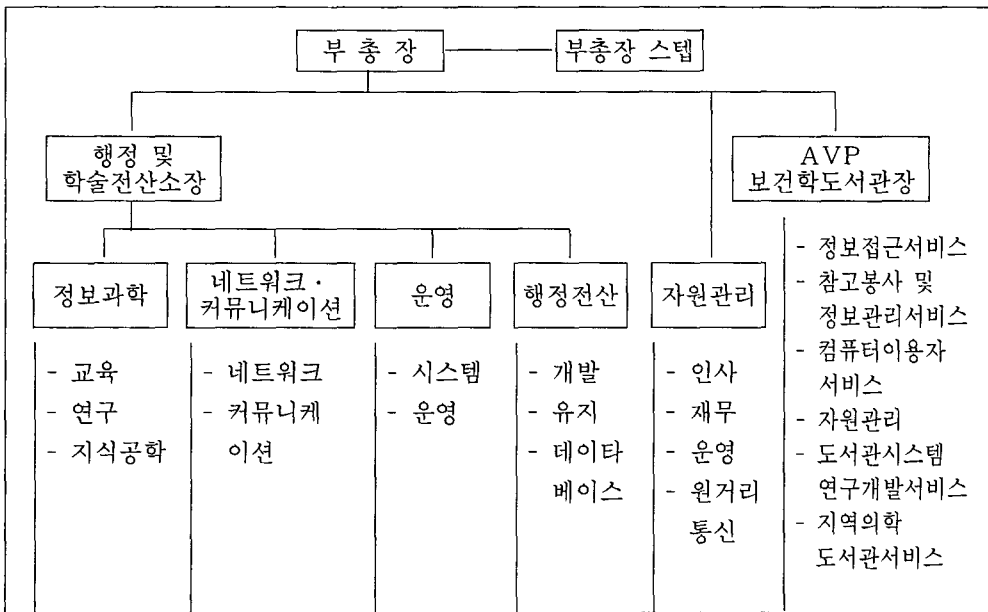 부 총 장
부총장 스텝
행정 및
학술전산소장
AVP
보건학도서관장
정보과학
네트워크 ·
커뮤니케이션
운영
행정전산
자원관리
- 교육
- 연구
- 지식공학
- 네트워크
- 커뮤니케
이션
- 시스템
- 운영
- 개발
- 유지
- 데이타
베이스
- 인사
- 재무
- 운영
- 원거리
통신
- 정보접근서비스
- 참고봉사 및
정보관리서비스
- 컴퓨터이용자
서비스
- 자원관리
- 도서관시스템
연구개발서비스
- 지역의학
도서관서비스